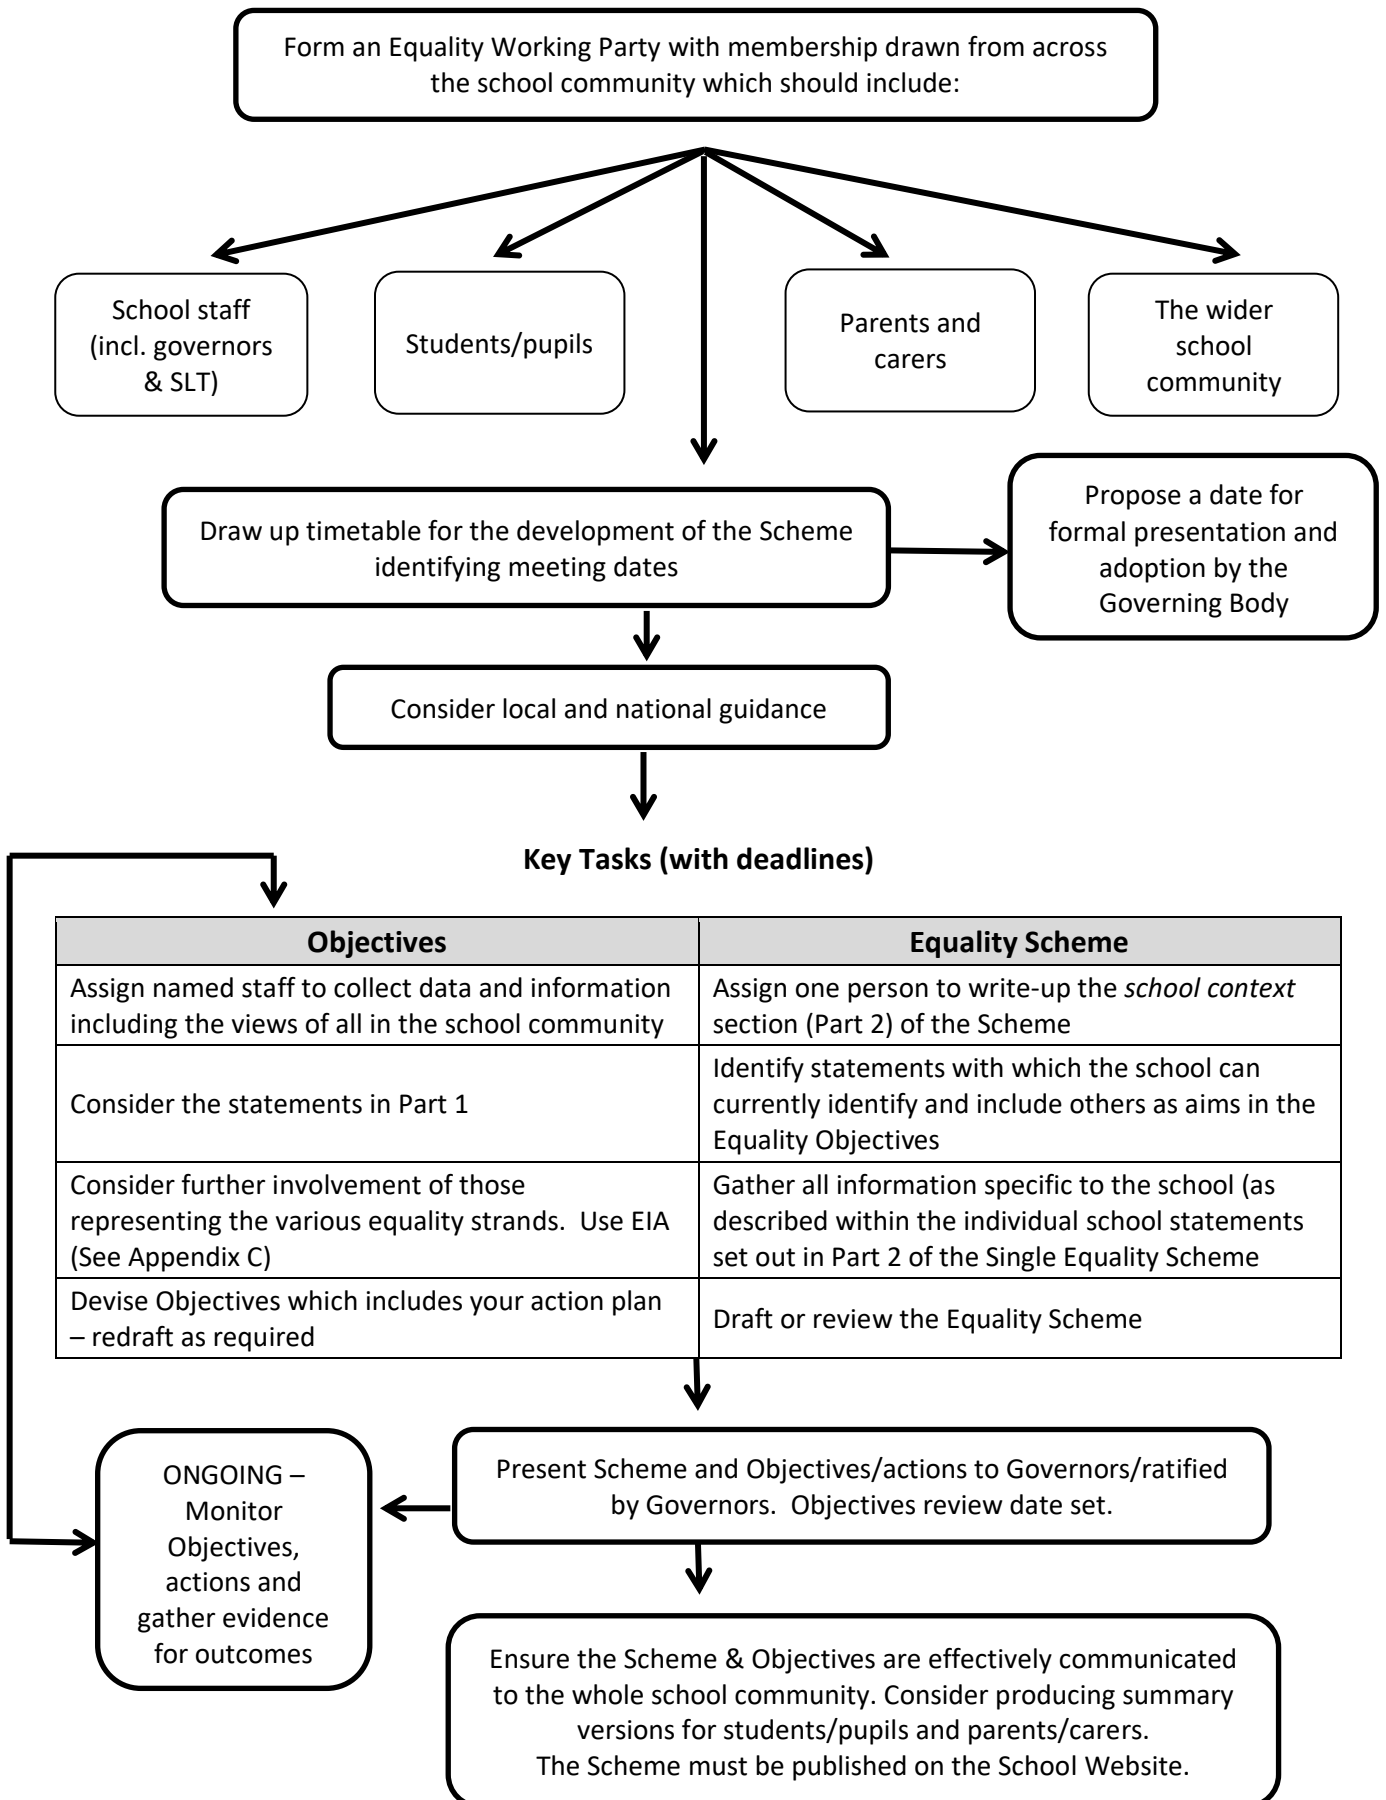 Form an Equality Working Party with membership drawn from across
the school community which should include:
School staff
(incl. governors
& SLT)
Students/pupils
Parents and
carers
The wider
school
community
Draw up timetable for the development of the Scheme
identifying meeting dates
Propose a date for
formal presentation and
adoption by the
Governing Body
Consider local and national guidance
Key Tasks (with deadlines)
Objectives
Equality Scheme
Assign named staff to collect data and information
including the views of all in the school community
Assign one person to write-up the school context
section (Part 2) of the Scheme
Consider the statements in Part 1
Identify statements with which the school can
currently identify and include others as aims in the
Equality Objectives
Consider further involvement of those
representing the various equality strands.  Use EIA
(See Appendix C)
Gather all information specific to the school (as
described within the individual school statements
set out in Part 2 of the Single Equality Scheme
Devise Objectives which includes your action plan
– redraft as required
Draft or review the Equality Scheme
ONGOING –
Monitor
Objectives,
actions and
gather evidence
for outcomes
Present Scheme and Objectives/actions to Governors/ratified
by Governors.  Objectives review date set.
Ensure the Scheme & Objectives are effectively communicated
to the whole school community. Consider producing summary
versions for students/pupils and parents/carers.
The Scheme must be published on the School Website.